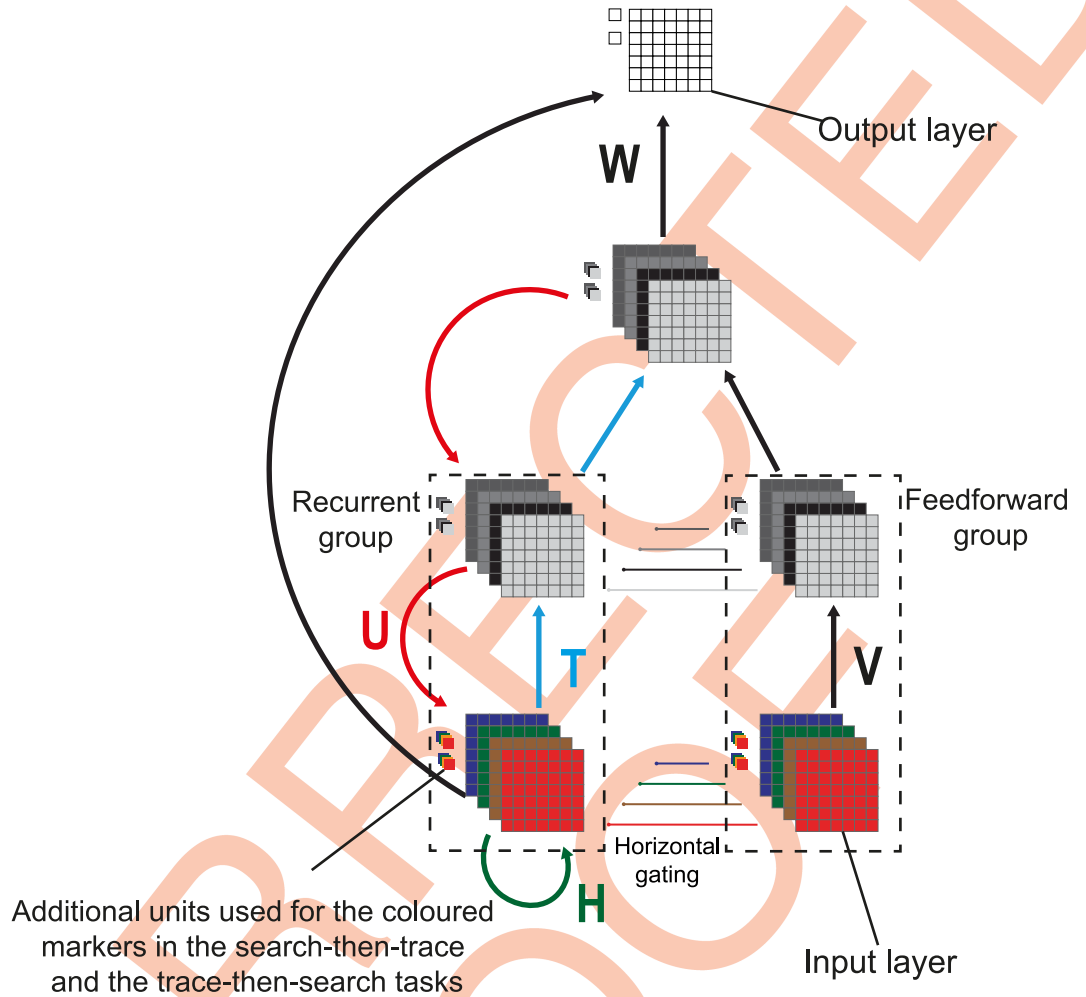 Output layer
W
Recurrent
group
Feedforward
group
U
T
V
Horizontal
gating
H
Additional units used for the coloured
markers in the search-then-trace
and the trace-then-search tasks
Input layer